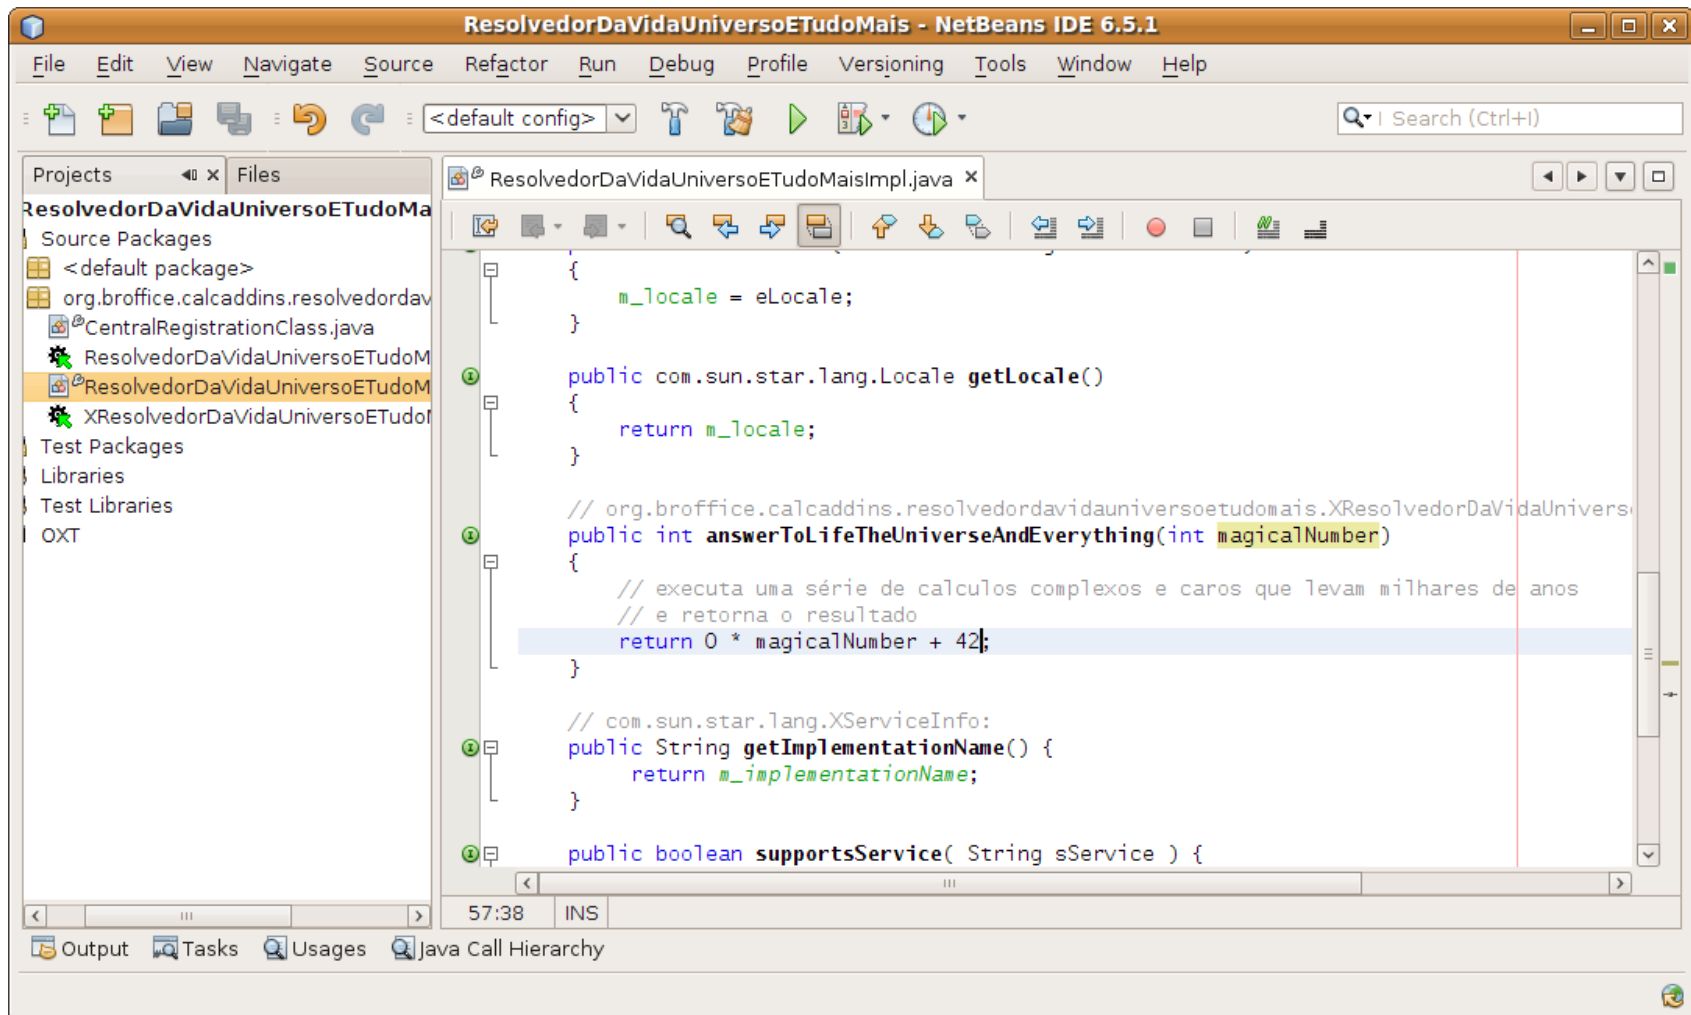 ResolvedorDaVidaUniversoETudoMais - NetBeans IDE 6.5.1
File Edit View Navigate Source Refactor Run Debug Profile Versioning Tools Window Help
<default config>
Search (Ctrl+I)
Projects
Files
ResolvedorDaVidaUniversoETudoMa
Source Packages
<default package>
org.broffice.calcaddins.resolvedordav
CentralRegistrationClass.java
ResolvedorDaVidaUniversoETudoM
ResolvedorDaVidaUniversoETudoM
XResolvedorDaVidaUniversoETudo
Test Packages
Libraries
Test Libraries
OXT
ResolvedorDaVidaUniversoETudoMaisImpl.java
{
m_locale = eLocale;
}
public com.sun.star.lang.Locale getLocale()
{
return m_locale;
}
// org.broffice.calcaddins.resolvedordavidauniversoetudomais.XResolvedorDaVidaUnivers
public int answerToLifeTheUniverseAndEverything(int magicalNumber)
{
// executa uma série de calculos complexos e caros que levam milhares de anos
// e retorna o resultado
return 0 * magicalNumber + 42;
}
// com.sun.star.lang.XServiceInfo:
public String getImplementationName() {
return m_implementationName;
}
public boolean supportsService( String sService ) {
57:38 INS
Output Tasks Usages Java Call Hierarchy